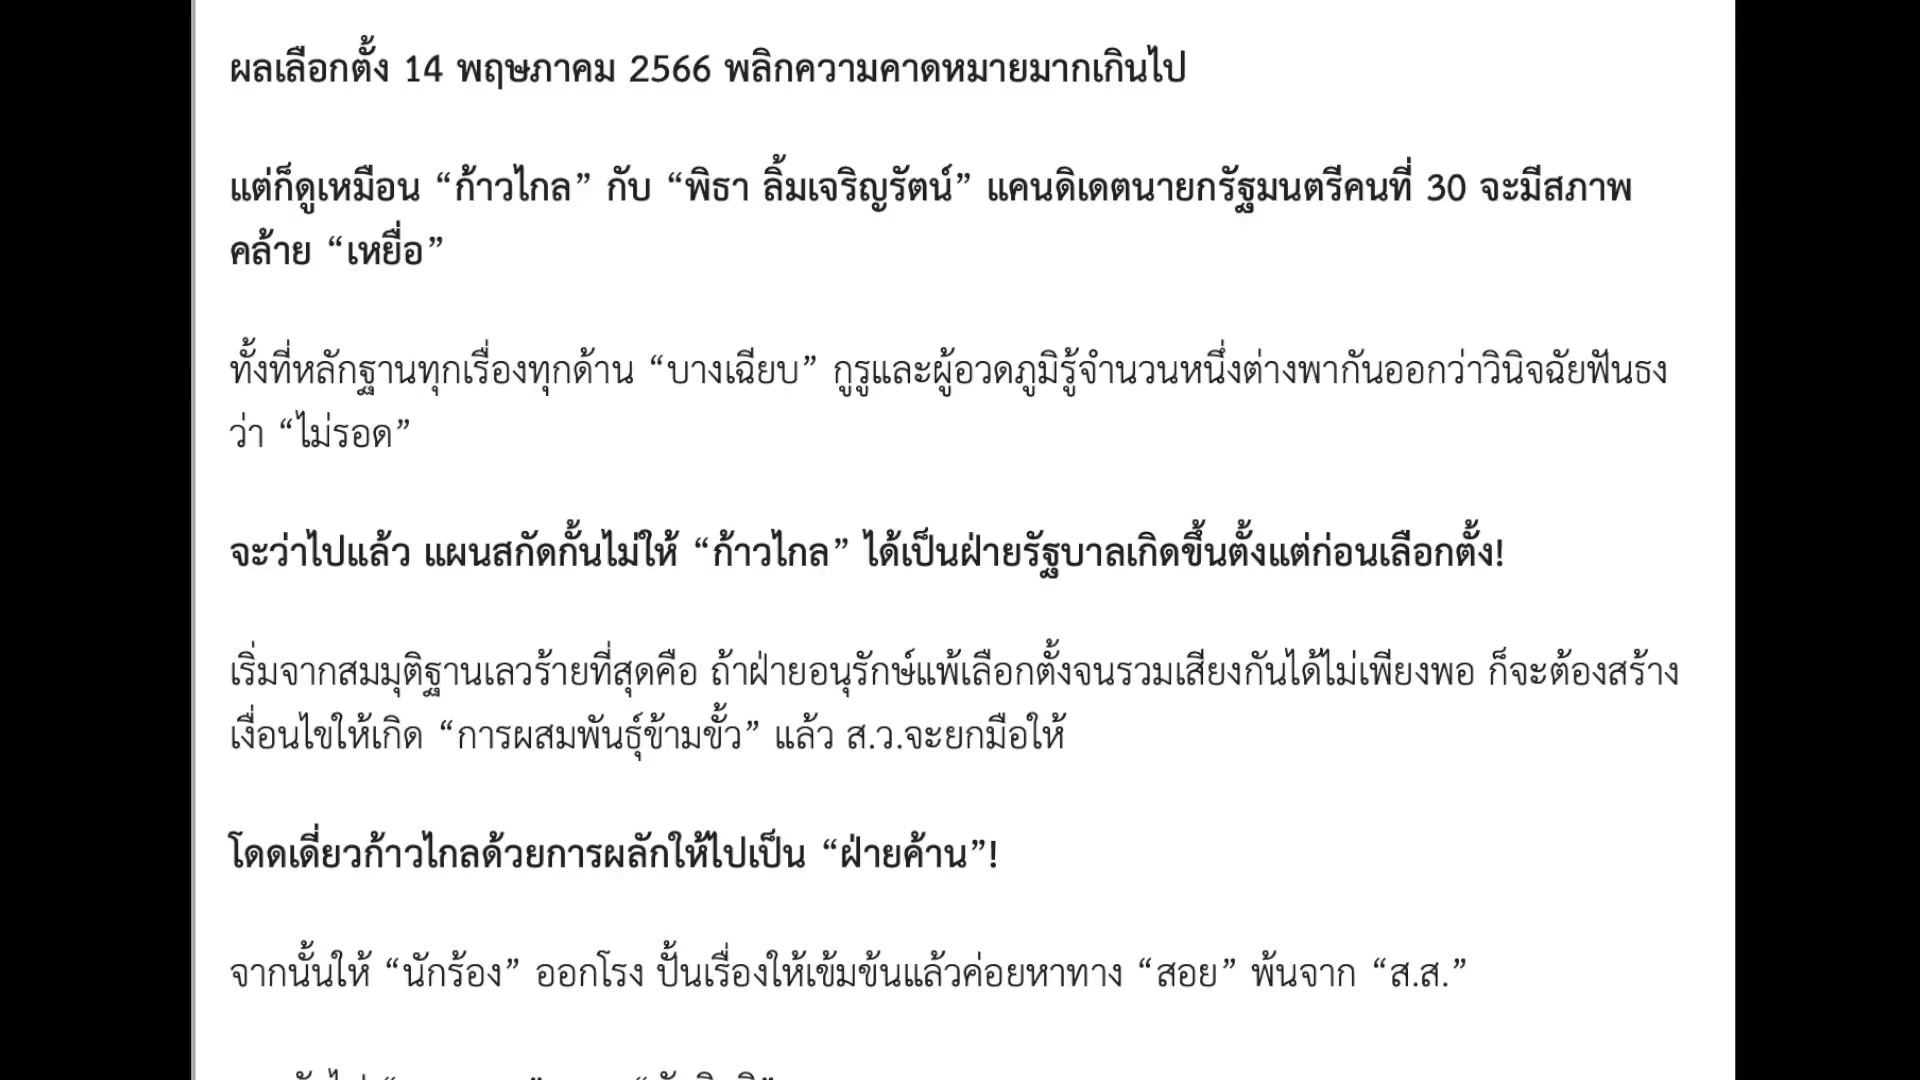 ผลเลือกตั้ง 14 พฤษภาคม 2566 พลิกความคาดหมายมากเกินไป
แต่ก็ดูเหมือน “ก้าวไกล” กับ “พิธา ลิ้มเจริญรัตน์” แคนดิเดตนายกรัฐมนตรีคนที่ 30 จะมีสภาพ
คล้าย “เหยื่อ”
ทั้งที่หลักฐานทุกเรื่องทุกด้าน “บางเฉียบ” กูรูและผู้อวดภูมิรู้จำนวนหนึ่งต่างพากันออกว่าวินิจฉัยฟันธง
ว่า “ไม่รอด”
จะว่าไปแล้ว แผนสกัดกั้นไม่ให้ “ก้าวไกล” ได้เป็นฝ่ายรัฐบาลเกิดขึ้นตั้งแต่ก่อนเลือกตั้ง!
เริ่มจากสมมุติฐานเลวร้ายที่สุดคือ ถ้าฝ่ายอนุรักษ์แพ้เลือกตั้งจนรวมเสียงกันได้ไม่เพียงพอ ก็จะต้องสร้าง
เงื่อนไขให้เกิด “การผสมพันธุ์ข้ามขั้ว” แล้ว ส.ว.จะยกมือให้
โดดเดี่ยวก้าวไกลด้วยการผลักให้ไปเป็น “ฝ่ายค้าน”!
จากนั้นให้ “นักร้อง” ออกโรง ปั้นเรื่องให้เข้มข้นแล้วค่อยหาทาง “สอย” พ้นจาก “ส.ส.”